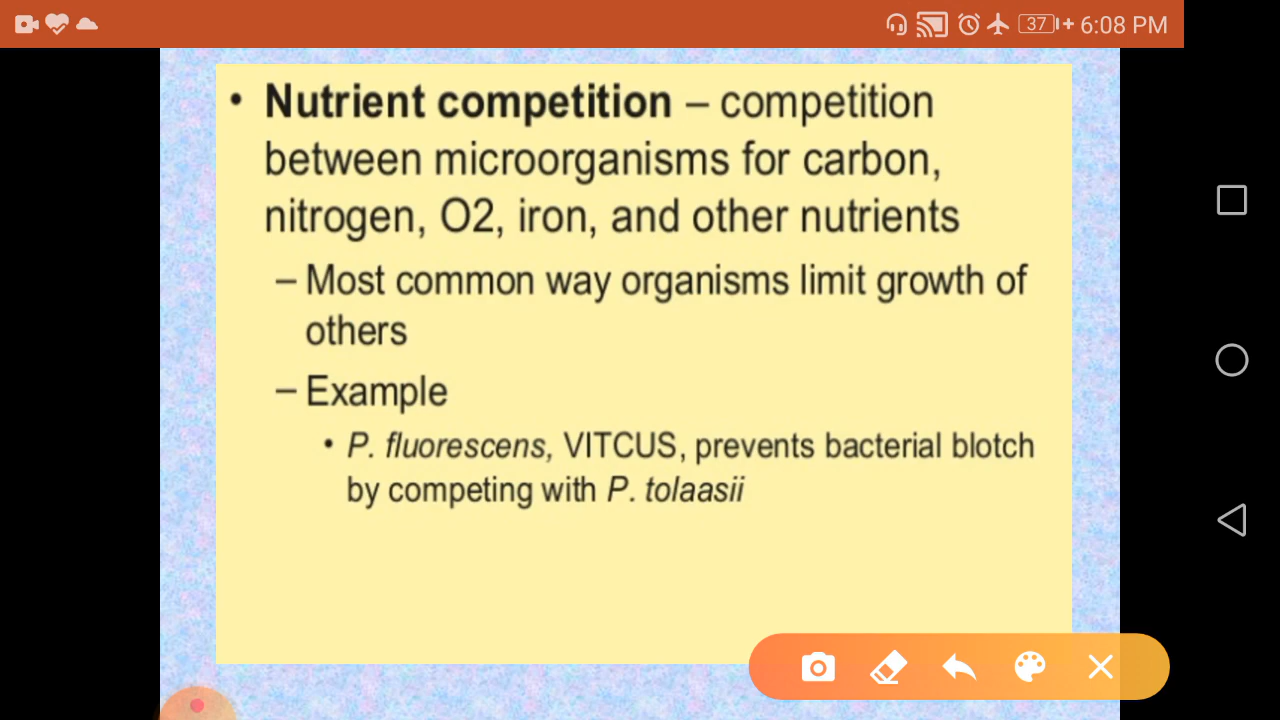 37 6:08 PM
• Nutrient competition – competition
between microorganisms for carbon,
nitrogen, O2, iron, and other nutrients
– Most common way organisms limit growth of
others
– Example
• P. fluorescens, VITCUS, prevents bacterial blotch
by competing with P. tolaasii